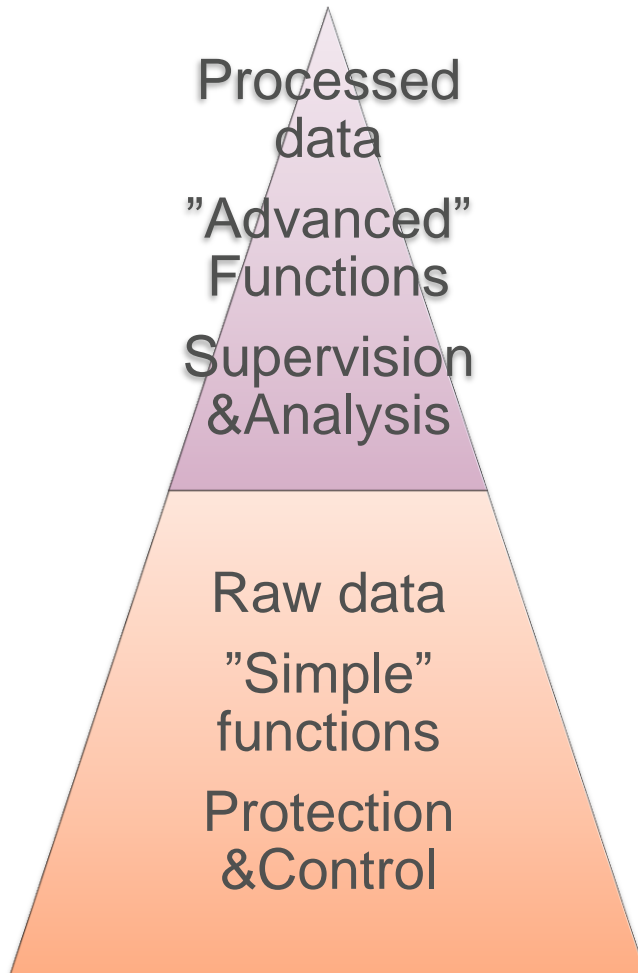 Processed
data
”Advanced”
Functions
Supervision
&Analysis
Raw data
”Simple”
functions
Protection
&Control